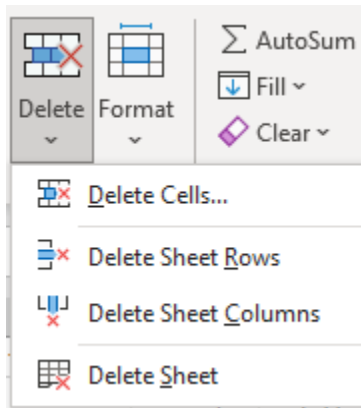 Delete
Format
AutoSum
Fill
Clear
Delete Cells...
Delete Sheet Rows
Delete Sheet Columns
Delete Sheet